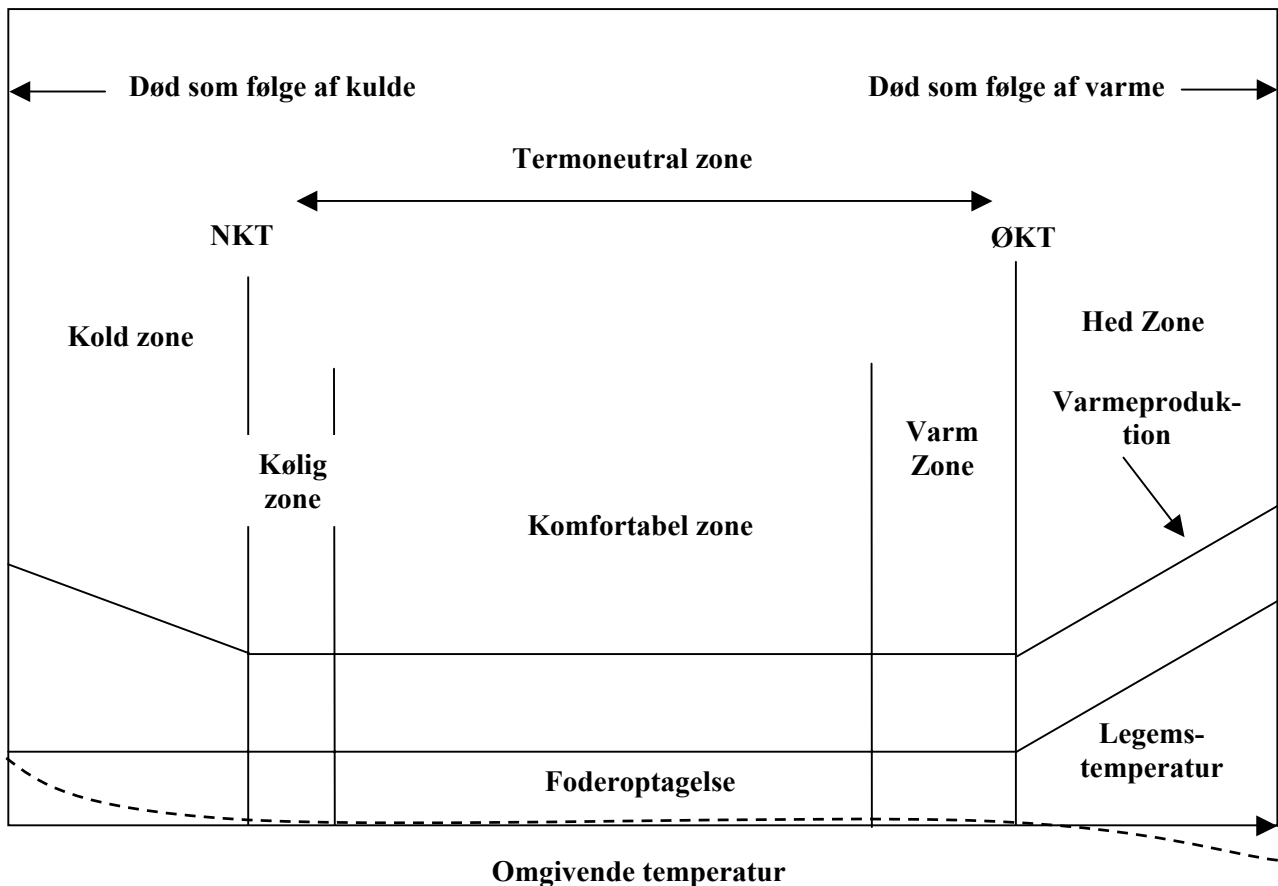 Død som følge af kulde
Død som følge af varme
Termoneutral zone
NKT
ØKT
Kold zone
Hed Zone
Varmeproduk-
tion
Kølig
zone
Varm
Zone
Komfortabel zone
Legems-
temperatur
Foderoptagelse
Omgivende temperatur